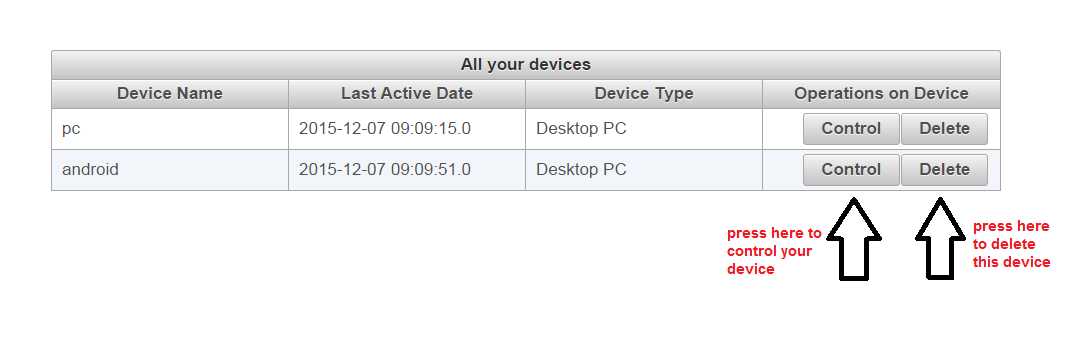 All your devices
Device Name Last Active Date Device Type Operations on Device
pc 2015-12-07 09:09:15.0 Desktop PC Control Delete
android 2015-12-07 09:09:51.0 Desktop PC Control Delete
press here to
control your
device
press here
to delete
this device